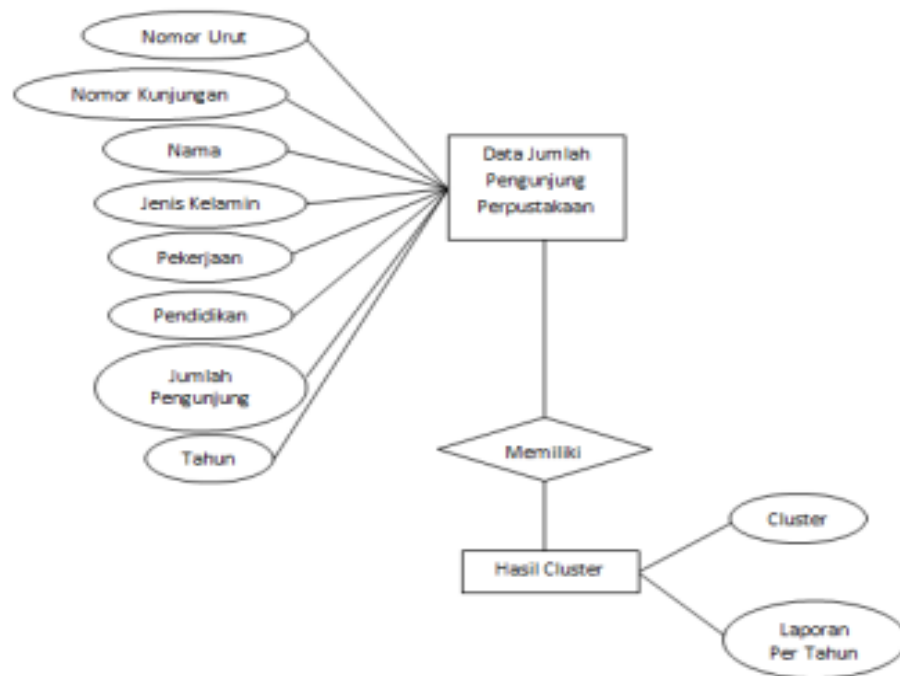 Nomor Urut
Nomor Kunjungan
Nama
Jenis Kelamin
Pekerjaan
Pendidikan
Jumlah
Pengunjung
Tahun
Data Jumlah
Pengunjung
Perpustakaan
Memiliki
Hasil Cluster
Cluster
Laporan
Per Tahun